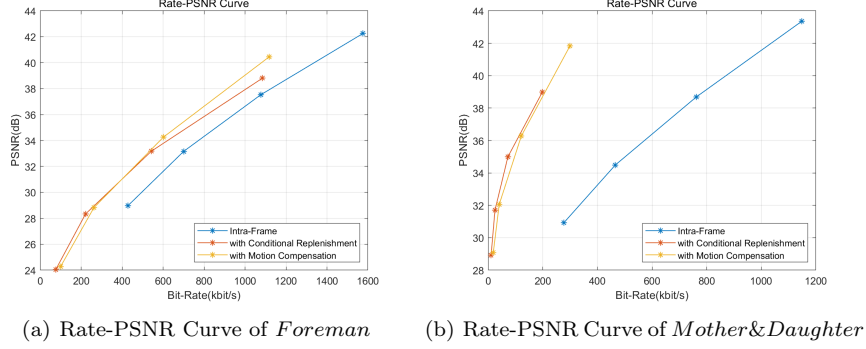 Rate-PSNR Curve
44
42
40
38
36
34
32
30
28
26
24
PSNR(dB)
0 200 400 600 800 1000 1200 1400 1600
Bit-Rate(kbit/s)
Intra-Frame
with Conditional Replenishment
with Motion Compensation
(a) Rate-PSNR Curve of Foreman
Rate-PSNR Curve
44
42
40
38
36
34
32
30
28
PSNR(dB)
0 200 400 600 800 1000 1200
Bit-Rate(kbit/s)
Intra-Frame
with Conditional Replenishment
with Motion Compensation
(b) Rate-PSNR Curve of Mother&Daughter